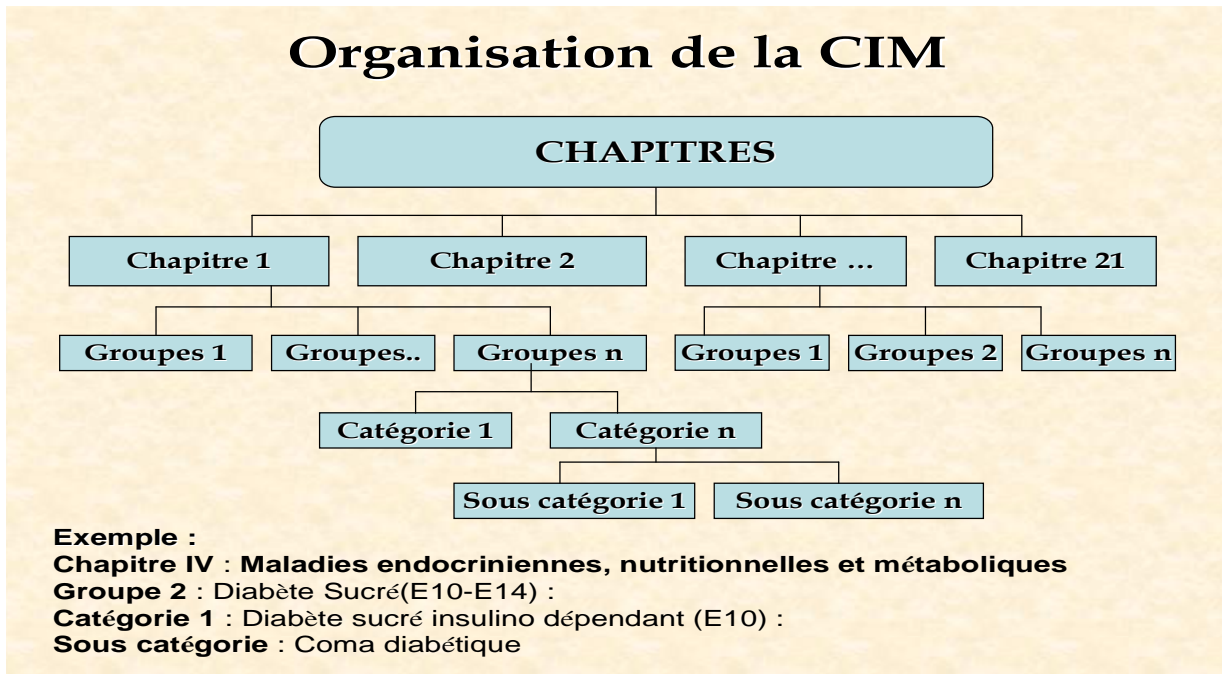 Organisation de la CIM
CHAPITRES
Chapitre 1
Chapitre 2
Chapitre …
Chapitre 21
Groupes 1
Groupes..
Groupes n
Groupes 1
Groupes 2
Groupes n
Catégorie 1
Catégorie n
Sous catégorie 1
Sous catégorie n
Exemple :
Chapitre IV : Maladies endocriniennes, nutritionnelles et métaboliques
Groupe 2 : Diabète Sucré(E10-E14) :
Catégorie 1 : Diabète sucré insulino dépendant (E10) :
Sous catégorie : Coma diabétique